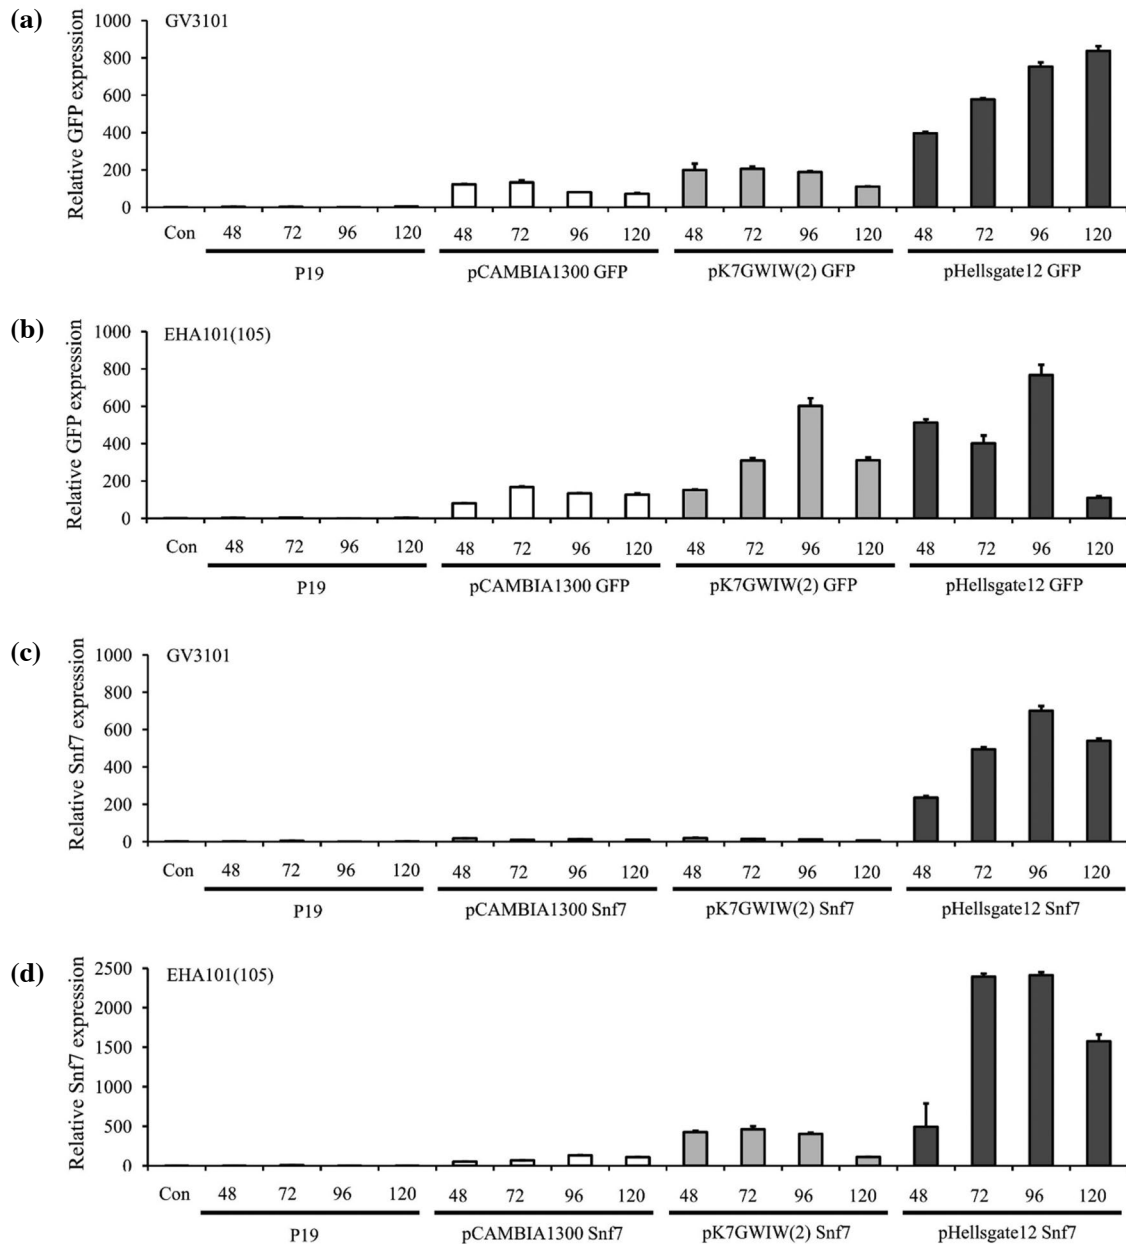 (a)
GV3101
Relative GFP expression
1000
800
600
400
200
0
Con 48 72 96 120 48 72 96 120 48 72 96 120 48 72 96 120
P19 pCAMBIA1300 GFP pK7GWIW(2) GFP pHellsgate12 GFP
(b)
EHA101(105)
Relative GFP expression
1000
800
600
400
200
0
Con 48 72 96 120 48 72 96 120 48 72 96 120 48 72 96 120
P19 pCAMBIA1300 GFP pK7GWIW(2) GFP pHellsgate12 GFP
(c)
GV3101
Relative Snf7 expression
1000
800
600
400
200
0
Con 48 72 96 120 48 72 96 120 48 72 96 120 48 72 96 120
P19 pCAMBIA1300 Snf7 pK7GWIW(2) Snf7 pHellsgate12 Snf7
(d)
EHA101(105)
Relative Snf7 expression
2500
2000
1500
1000
500
0
Con 48 72 96 120 48 72 96 120 48 72 96 120 48 72 96 120
P19 pCAMBIA1300 Snf7 pK7GWIW(2) Snf7 pHellsgate12 Snf7